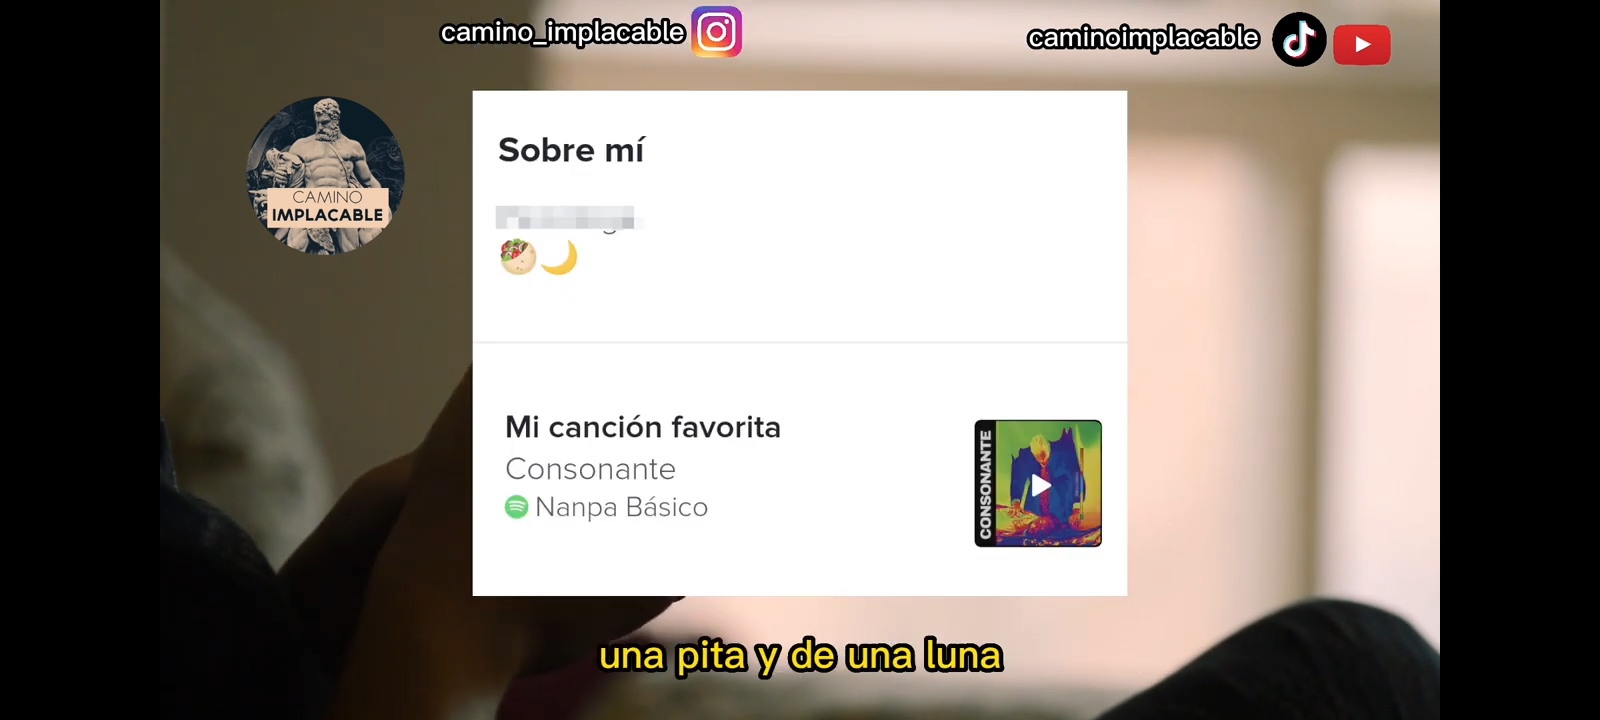 camino_implacable
caminoimplacable
CAMINO
IMPLACABLE
Sobre mí
Mi canción favorita
Consonante
Nanpa Básico
CONSONANTE
una pita y de una luna